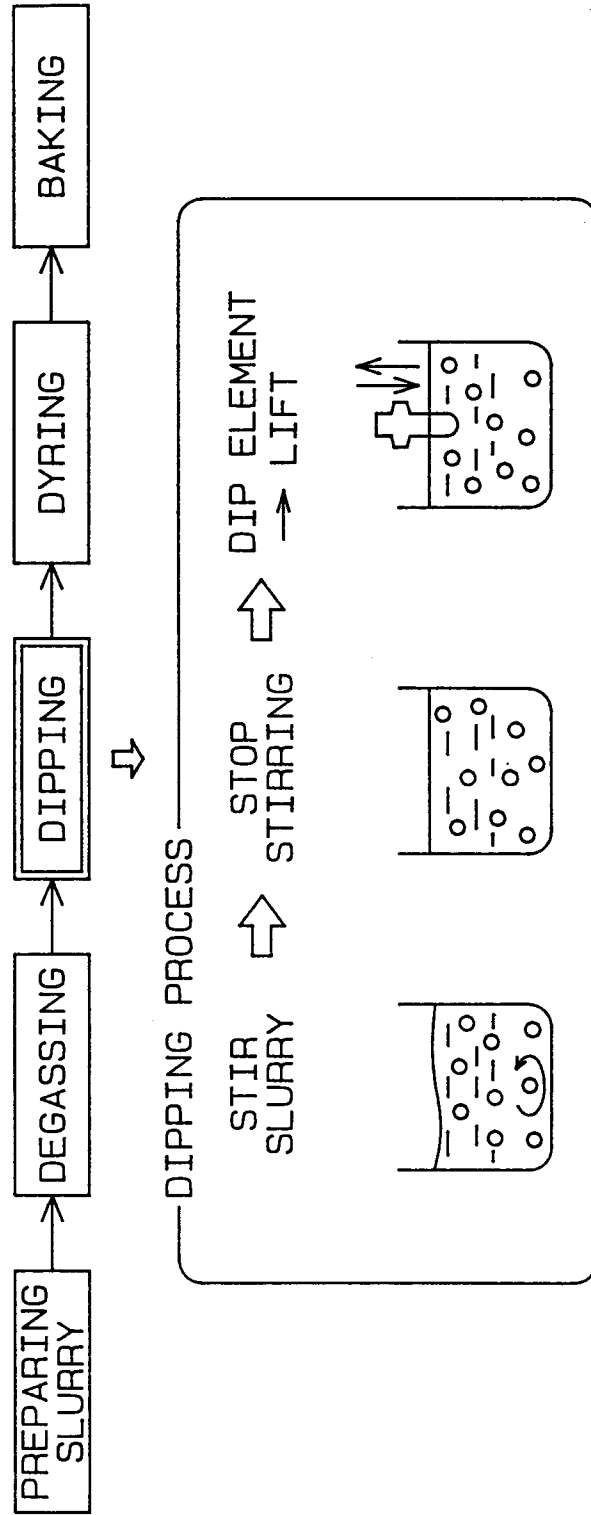 PREPARING
SLURRY
DEGASSING
DIPPING
DYRING
BAKING
DIPPING PROCESS
STIR
SLURRY
STOP
STIRRING
DIP ELEMENT
→ LIFT